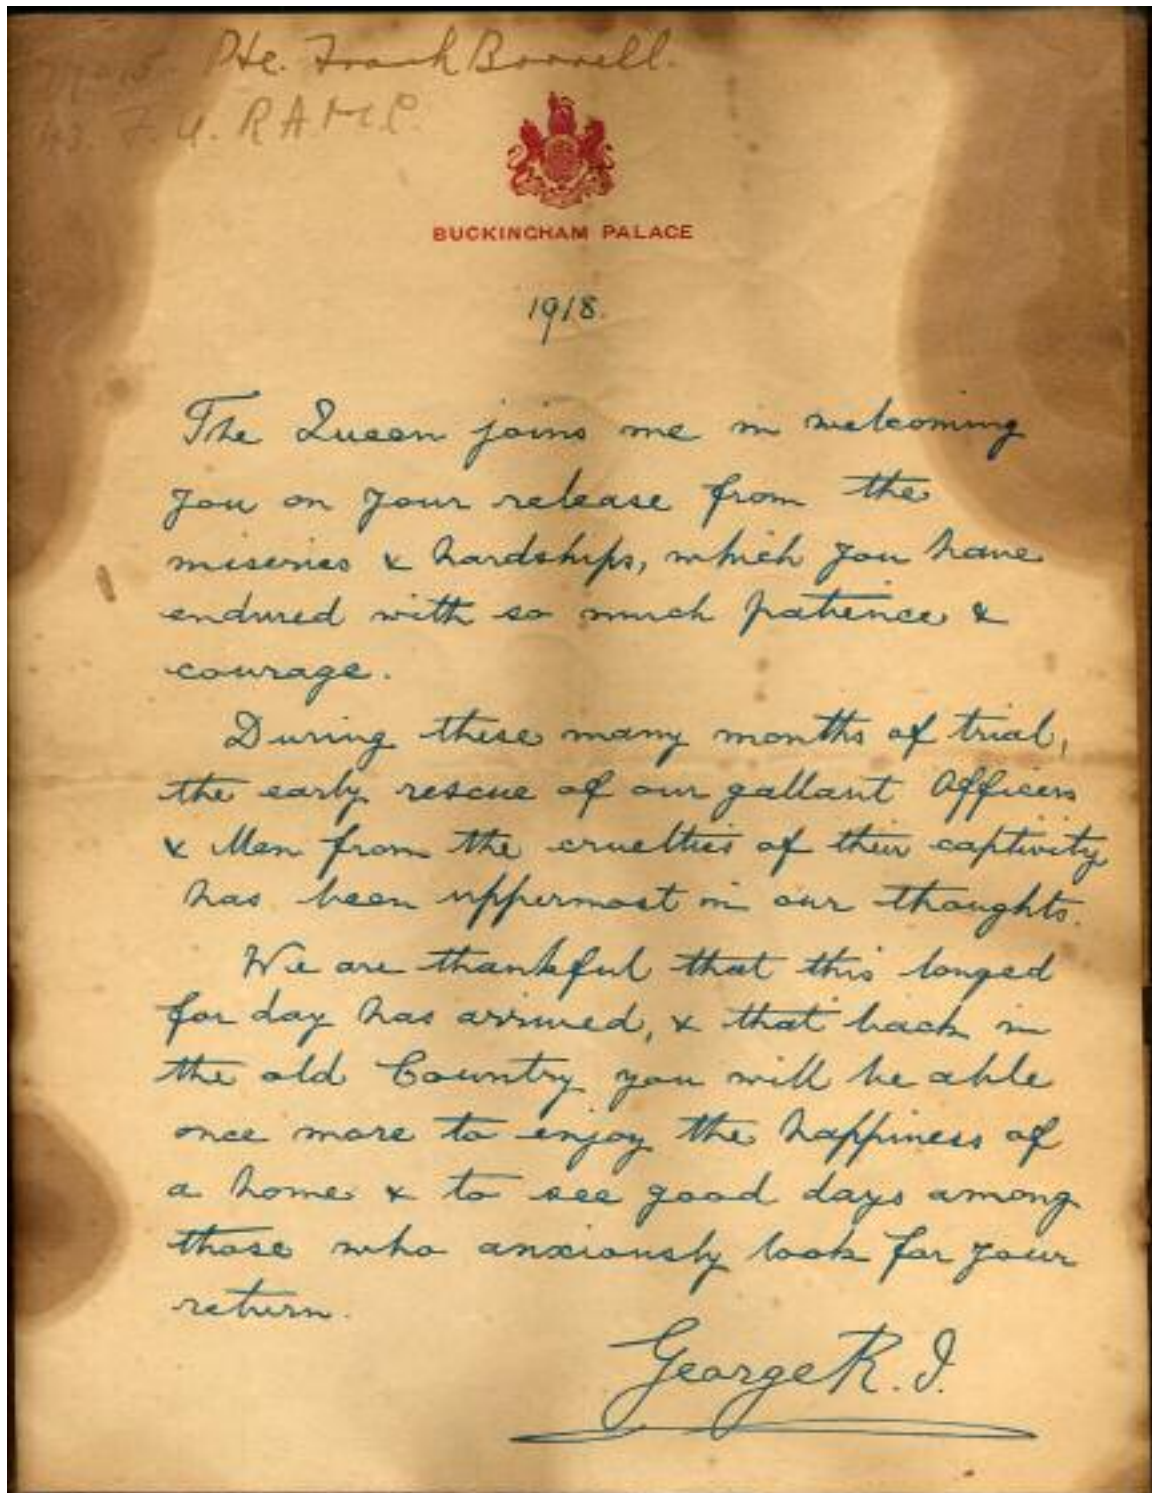 Pte. Frank Borrell.
43. F. A. R A M C.
BUCKINGHAM PALACE
1918.
The Queen joins me in welcoming
you on your release from the
miseries & hardships, which you have
endured with so much patience &
courage.
During these many months of trial,
the early rescue of our gallant Officers
& Men from the cruelties of their captivity
has been uppermost in our thoughts.
We are thankful that this longed
for day has arrived, & that back in
the old Country you will be able
once more to enjoy the happiness of
a home & to see good days among
those who anxiously look for your
return.
George R. I.